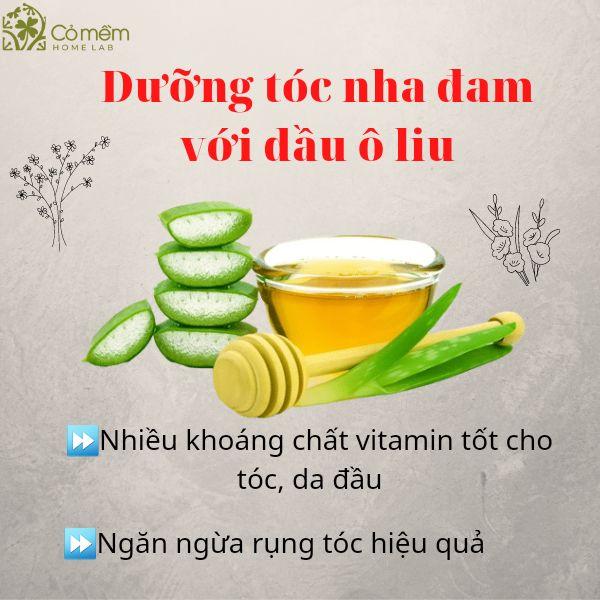 Cỏ mềm
HOME LAB
Dưỡng tóc nha đam
với dầu ô liu
⏩Nhiều khoáng chất vitamin tốt cho
tóc, da đầu
⏩Ngăn ngừa rụng tóc hiệu quả